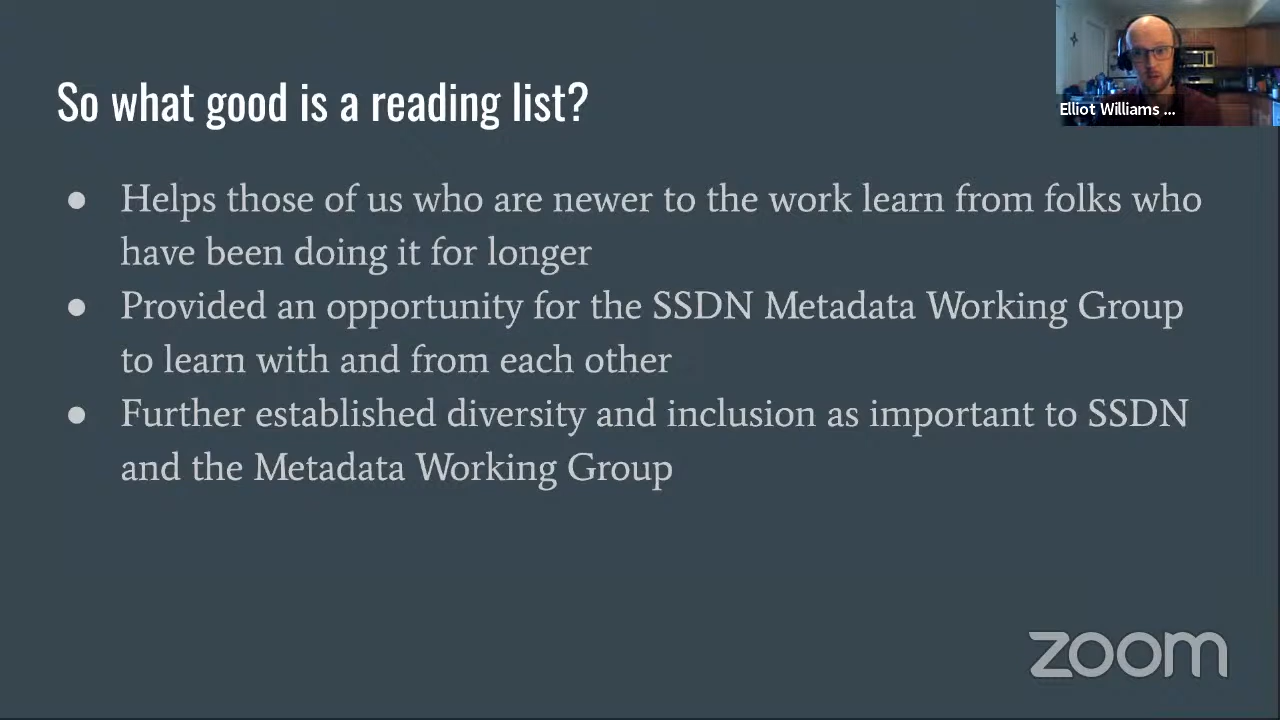 So what good is a reading list?
Elliot Williams ...
● Helps those of us who are newer to the work learn from folks who
have been doing it for longer
● Provided an opportunity for the SSDN Metadata Working Group
to learn with and from each other
● Further established diversity and inclusion as important to SSDN
and the Metadata Working Group
zoom